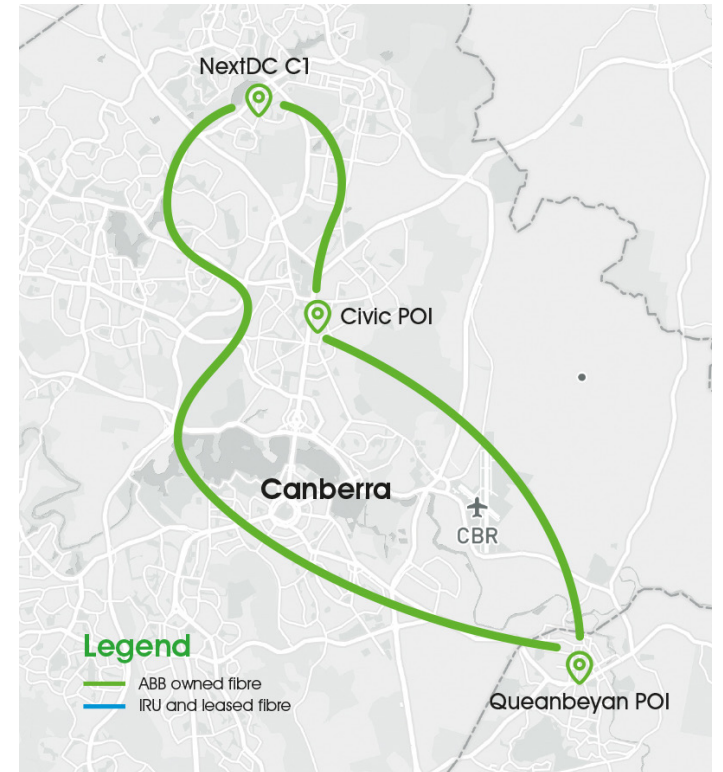 NextDC C1
Civic POI
Canberra
CBR
Legend
ABB owned fibre
IRU and leased fibre
Queanbeyan POI